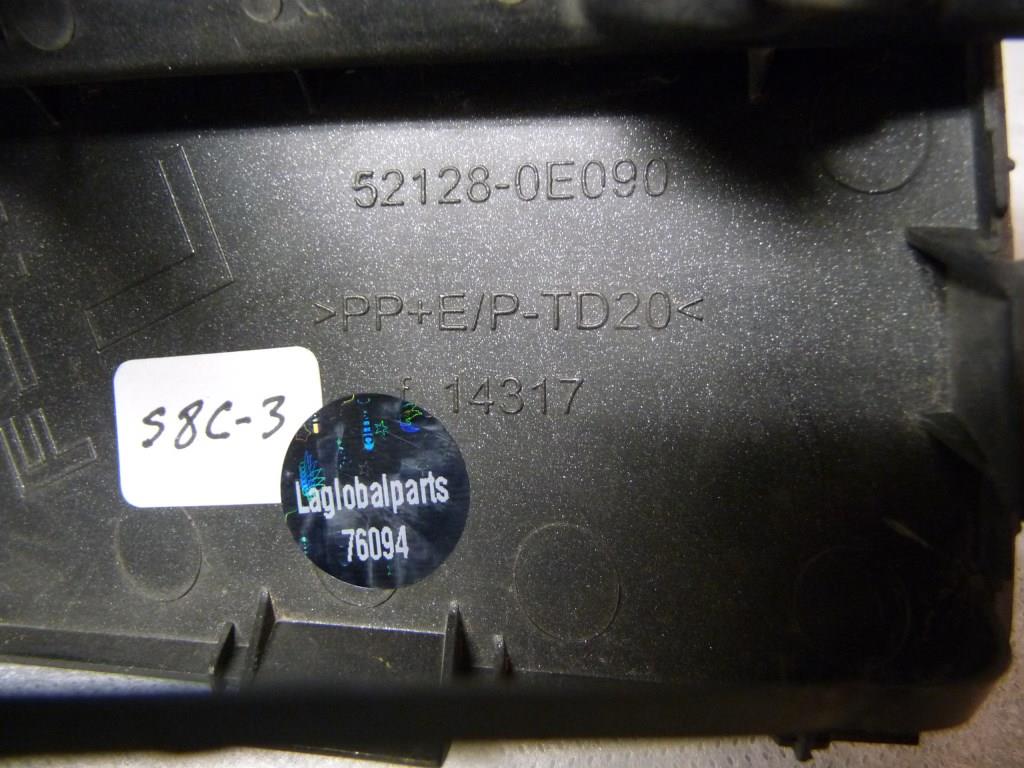 52128-0E090
>PP+E/P-TD20<
14317
S8C-3
Laglobalparts
76094